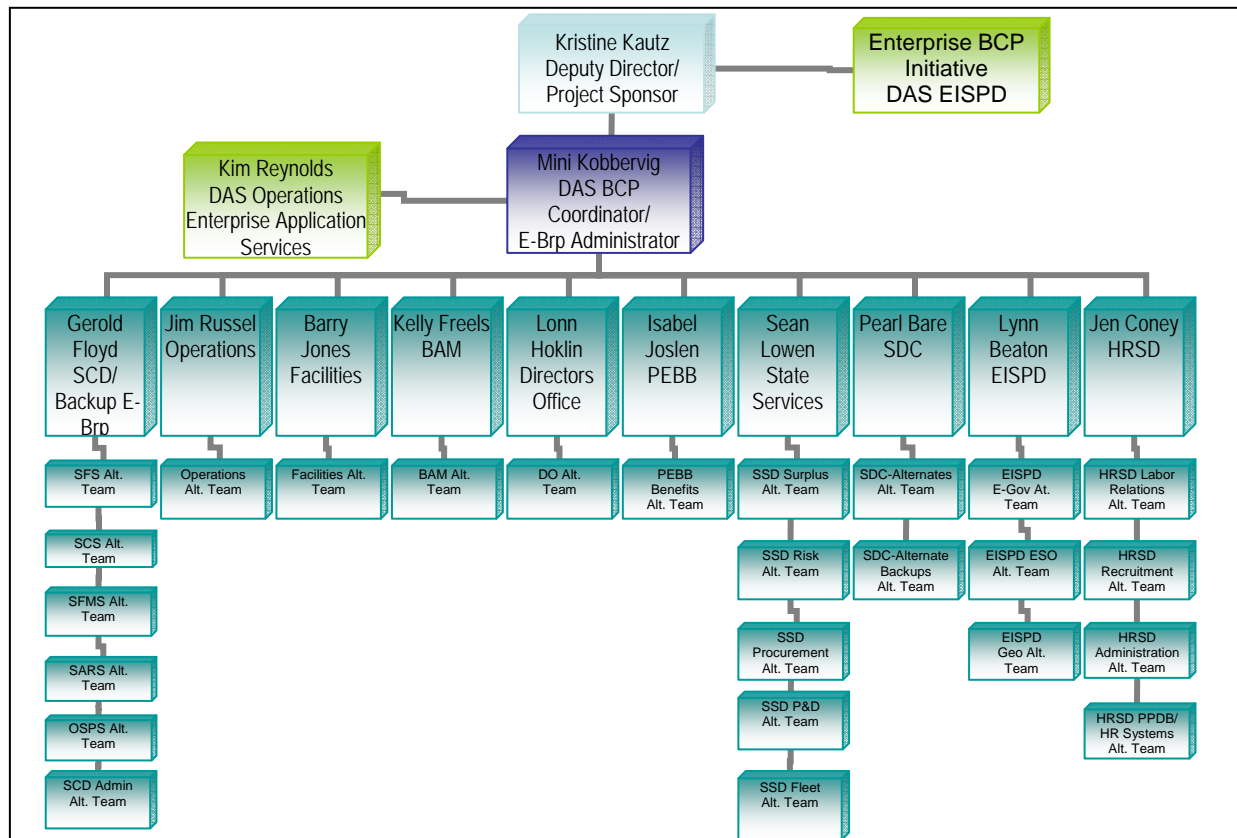 Kristine Kautz
Deputy Director/
Project Sponsor
Enterprise BCP
Initiative
DAS EISPD
Kim Reynolds
DAS Operations
Enterprise Application
Services
Mini Kobbervig
DAS BCP
Coordinator/
E-Brp Administrator
Gerold
Floyd
SCD/
Backup E-
Brp
Jim Russel
Operations
Barry
Jones
Facilities
Kelly Freels
BAM
Lonn
Hoklin
Directors
Office
Isabel
Joslen
PEBB
Sean
Lowen
State
Services
Pearl Bare
SDC
Lynn
Beaton
EISPD
Jen Coney
HRSD
SFS Alt.
Team
SCS Alt.
Team
SFMS Alt.
Team
SARS Alt.
Team
OSPS Alt.
Team
SCD Admin
Alt. Team
Operations
Alt. Team
Facilities Alt.
Team
BAM Alt.
Team
DO Alt.
Team
PEBB
Benefits
Alt. Team
SSD Surplus
Alt. Team
SSD Risk
Alt. Team
SSD
Procurement
Alt. Team
SSD P&D
Alt. Team
SSD Fleet
Alt. Team
SDC-Alternates
Alt. Team
SDC-Alternate
Backups
Alt. Team
EISPD
E-Gov At.
Team
EISPD ESO
Alt. Team
EISPD
Geo Alt.
Team
HRSD Labor
Relations
Alt. Team
HRSD
Recruitment
Alt. Team
HRSD
Administration
Alt. Team
HRSD PPDB/
HR Systems
Alt. Team